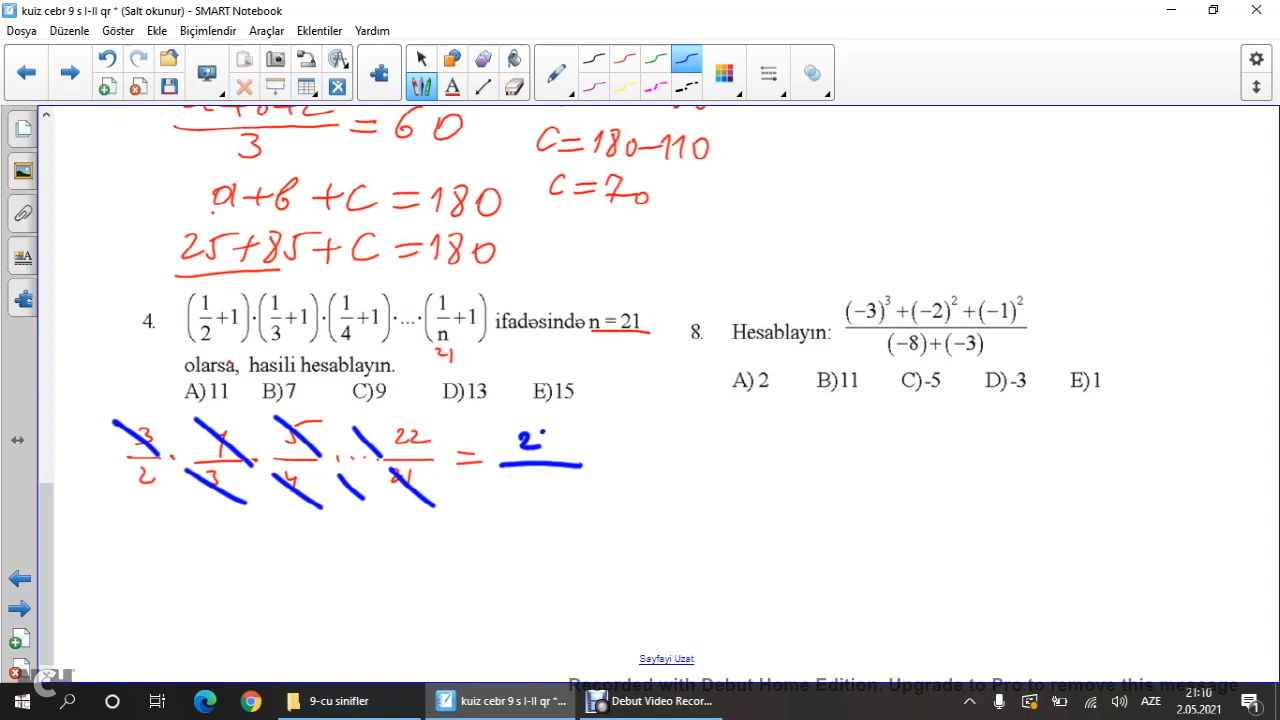 kuiz cebr 9 s I-II qr * (Salt okunur) - SMART Notebook
Dosya Düzenle Göster Ekle Biçimlendir Araçlar Eklentiler Yardım
3 = 60
c=180-110
a+b+c=180
c=70
25+85+c=180
4. (1/2+1)·(1/3+1)·(1/4+1)·...·(1/n+1) ifadəsində n = 21
21
olarsa, hasili hesablayın.
A)11 B)7 C)9 D)13 E)15
3/2 · 4/3 · 5/4 ... 22/21 = 2
8. Hesablayın: ((-3)³+(-2)²+(-1)²)/((-8)+(-3))
A)2 B)11 C)-5 D)-3 E)1
Sayfayi Uzat
Recorded with Debut Home Edition. Upgrade to Pro to remove this message
9-cu sinifler
kuiz cebr 9 s I-II qr *...
Debut Video Recor...
AZE
21:10
2.05.2021
1